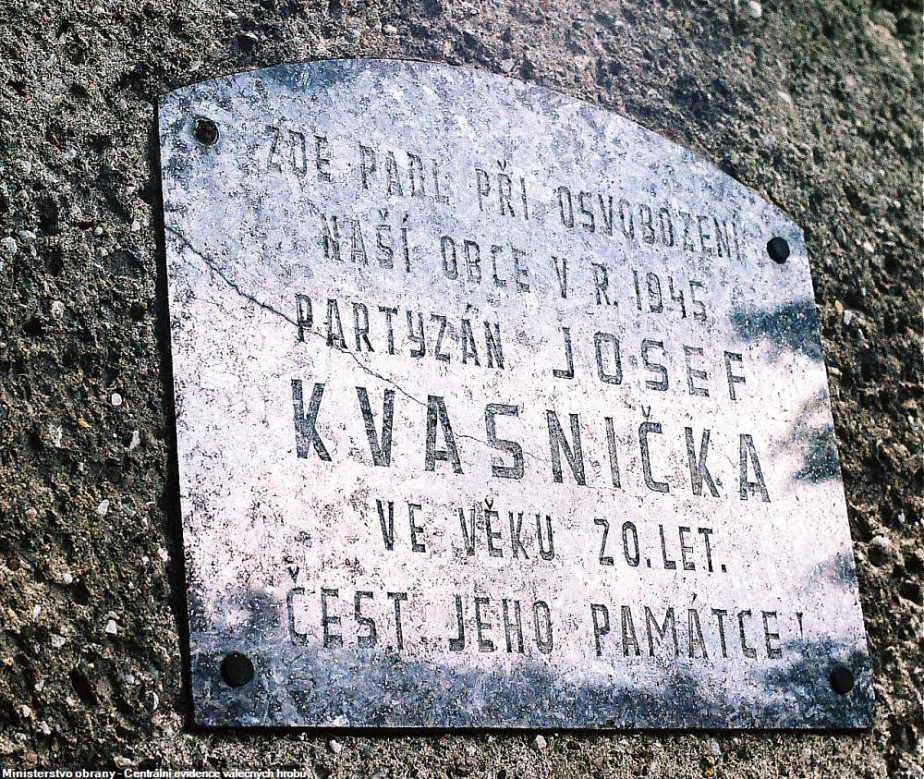 ZDE PADL PŘI OSVOBOZENÍ
NAŠÍ OBCE V R. 1945
PARTYZÁN JOSEF
KVASNIČKA
VE VĚKU 20.LET.
ČEST JEHO PAMÁTCE!
Ministerstvo obrany - Centrální evidence válečných hrobů